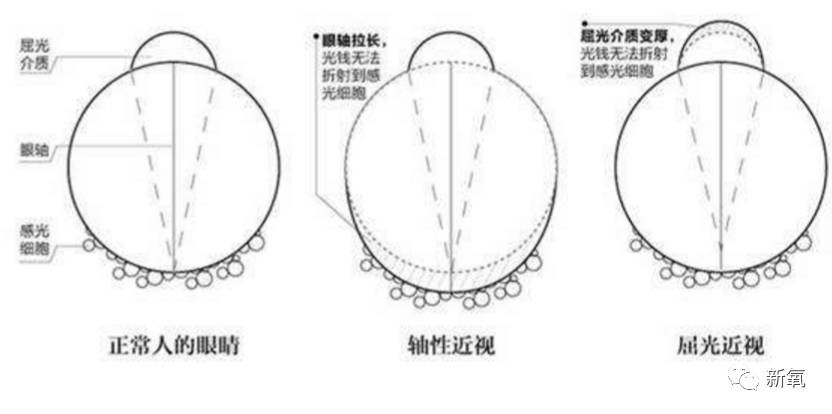 屈光
介质
眼轴
感光
细胞
正常人的眼睛
眼轴拉长，
光钱无法
折射到感
光细胞
轴性近视
屈光介质变厚，
光钱无法折射
到感光细胞
屈光近视
新氧